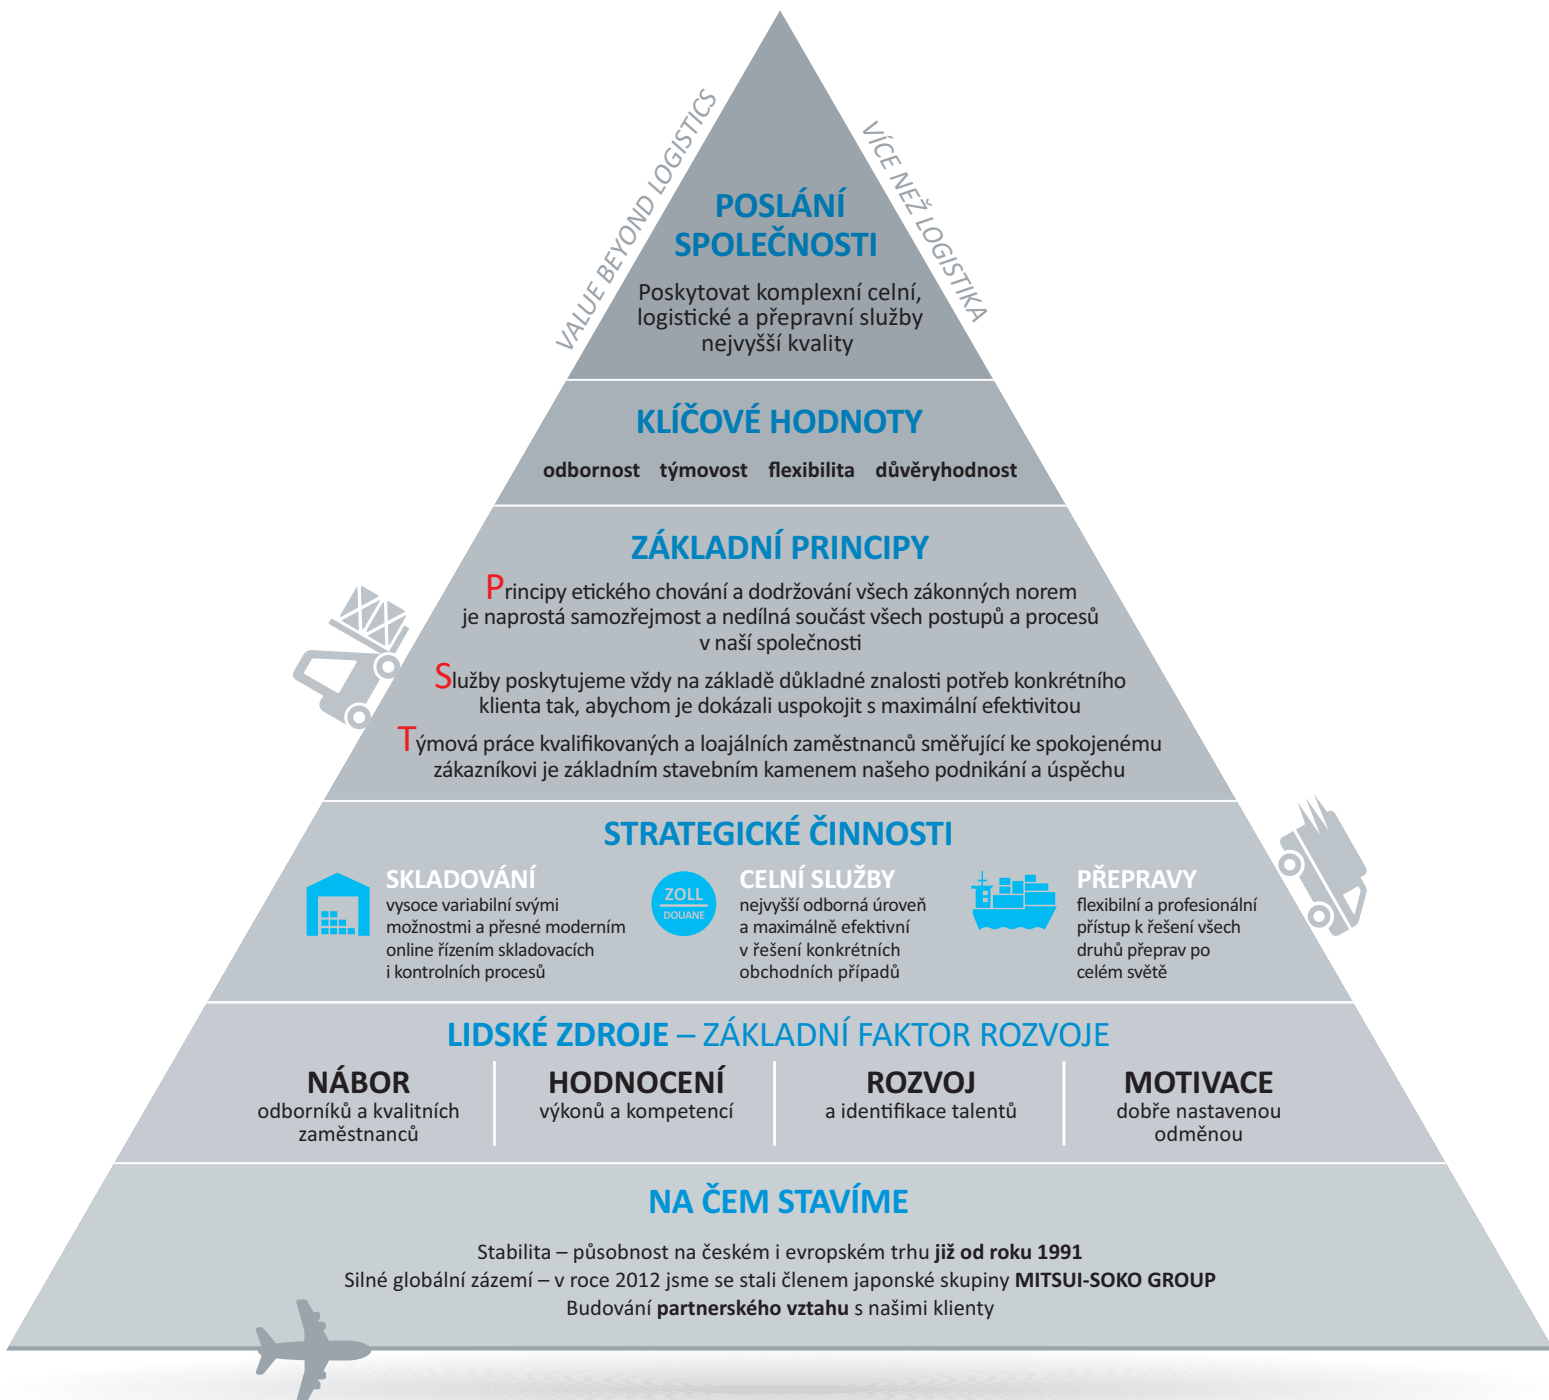 VALUE BEYOND LOGISTICS
VÍCE NEŽ LOGISTIKA
POSLÁNÍ
SPOLEČNOSTI
Poskytovat komplexní celní,
logistické a přepravní služby
nejvyšší kvality
KLÍČOVÉ HODNOTY
odbornost týmovost flexibilita důvěryhodnost
ZÁKLADNÍ PRINCIPY
Principy etického chování a dodržování všech zákonných norem
je naprostá samozřejmost a nedílná součást všech postupů a procesů
v naší společnosti
Služby poskytujeme vždy na základě důkladné znalosti potřeb konkrétního
klienta tak, abychom je dokázali uspokojit s maximální efektivitou
Týmová práce kvalifikovaných a loajálních zaměstnanců směřující ke spokojenému
zákazníkovi je základním stavebním kamenem našeho podnikání a úspěchu
STRATEGICKÉ ČINNOSTI
SKLADOVÁNÍ
vysoce variabilní svými
možnostmi a přesné moderním
online řízením skladovacích
i kontrolních procesů
ZOLL
DOUANE
CELNÍ SLUŽBY
nejvyšší odborná úroveň
a maximálně efektivní
v řešení konkrétních
obchodních případů
PŘEPRAVY
flexibilní a profesionální
přístup k řešení všech
druhů přeprav po
celém světě
LIDSKÉ ZDROJE – ZÁKLADNÍ FAKTOR ROZVOJE
NÁBOR
odborníků a kvalitních
zaměstnanců
HODNOCENÍ
výkonů a kompetencí
ROZVOJ
a identifikace talentů
MOTIVACE
dobře nastavenou
odměnou
NA ČEM STAVÍME
Stabilita – působnost na českém i evropském trhu již od roku 1991
Silné globální zázemí – v roce 2012 jsme se stali členem japonské skupiny MITSUI-SOKO GROUP
Budování partnerského vztahu s našimi klienty